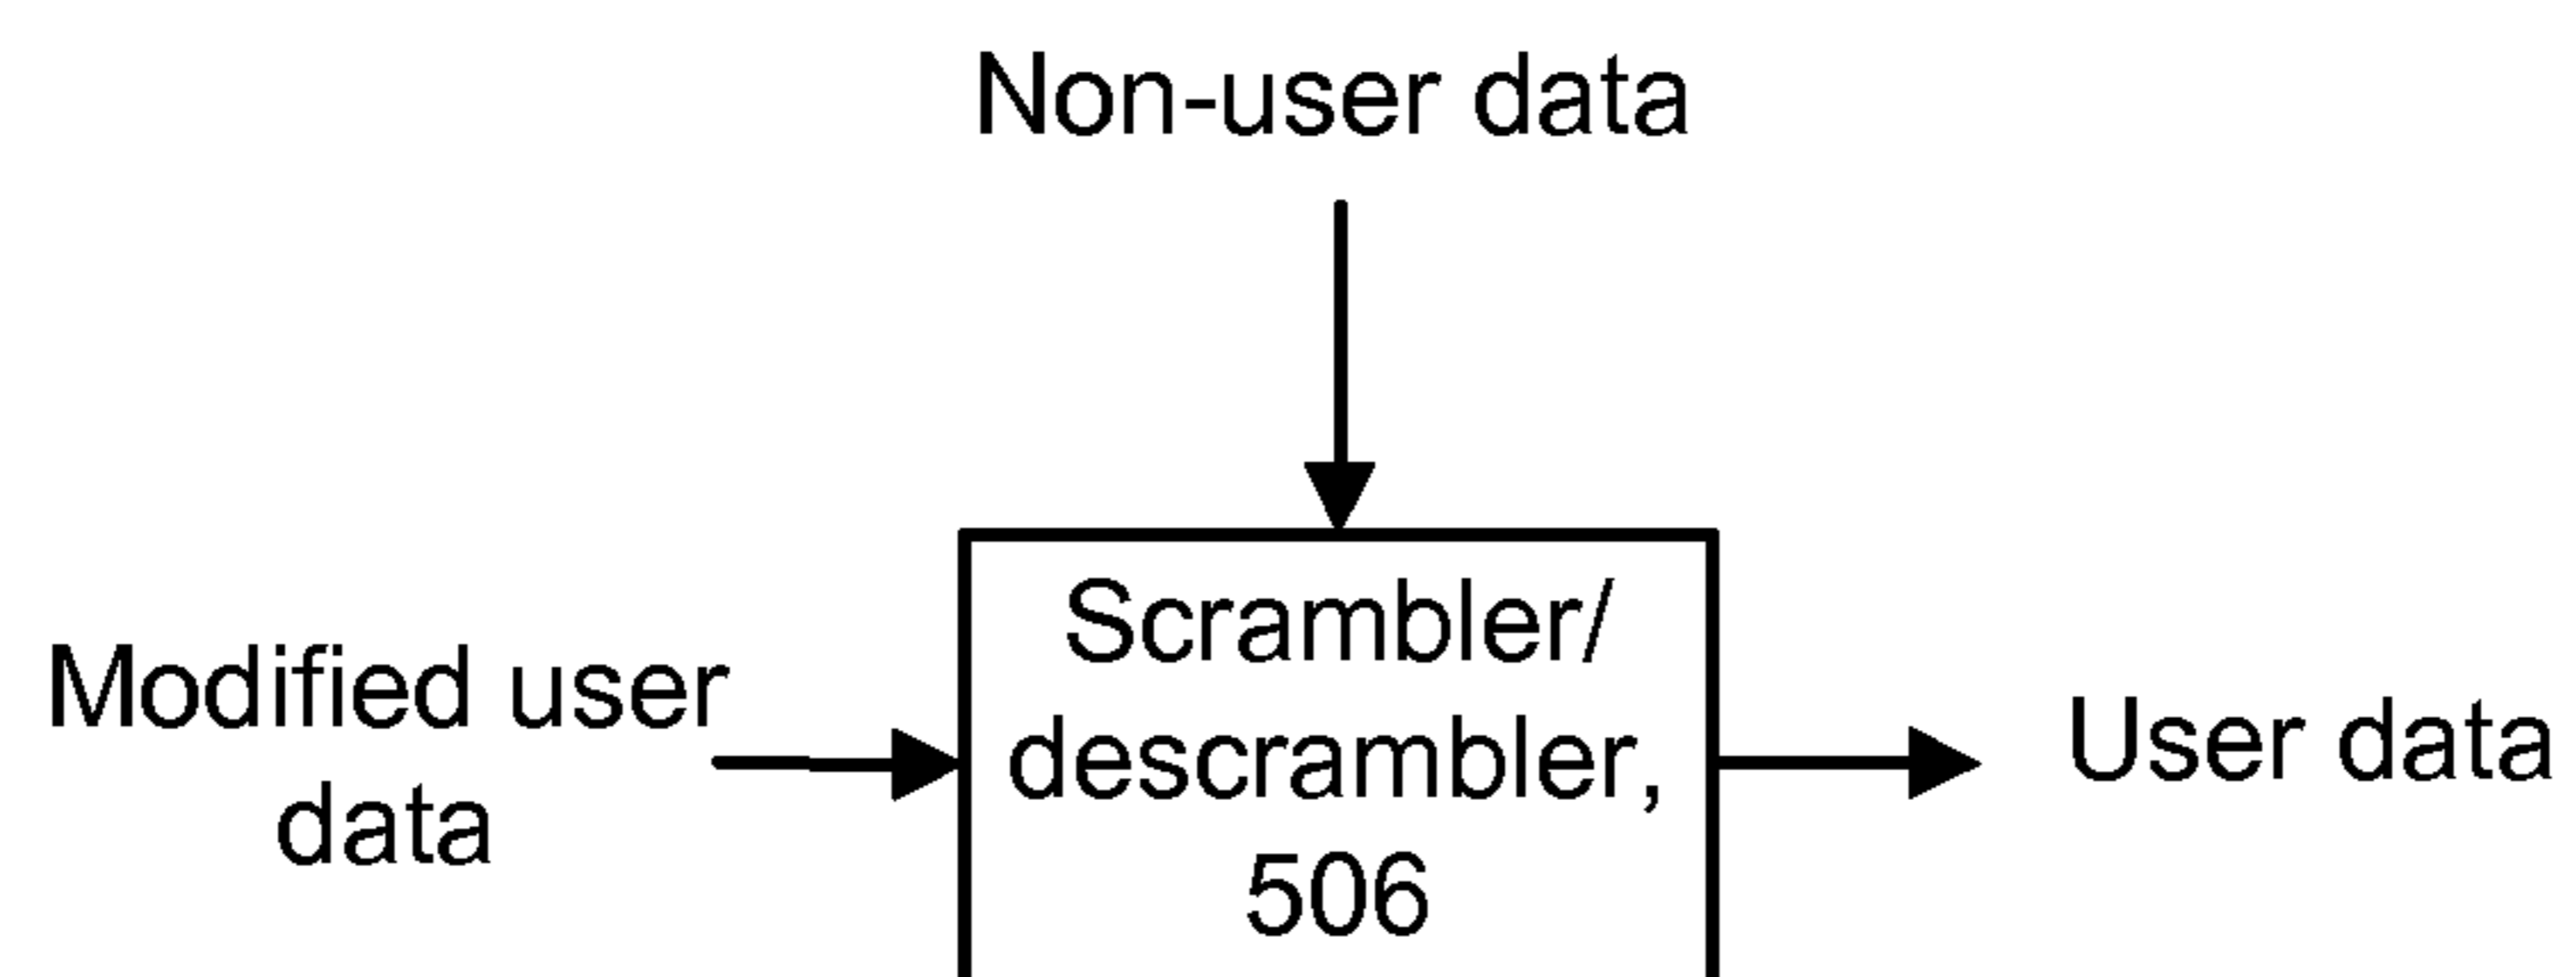 Non-user data
Scrambler/
descrambler,
506
Modified user
data
User data